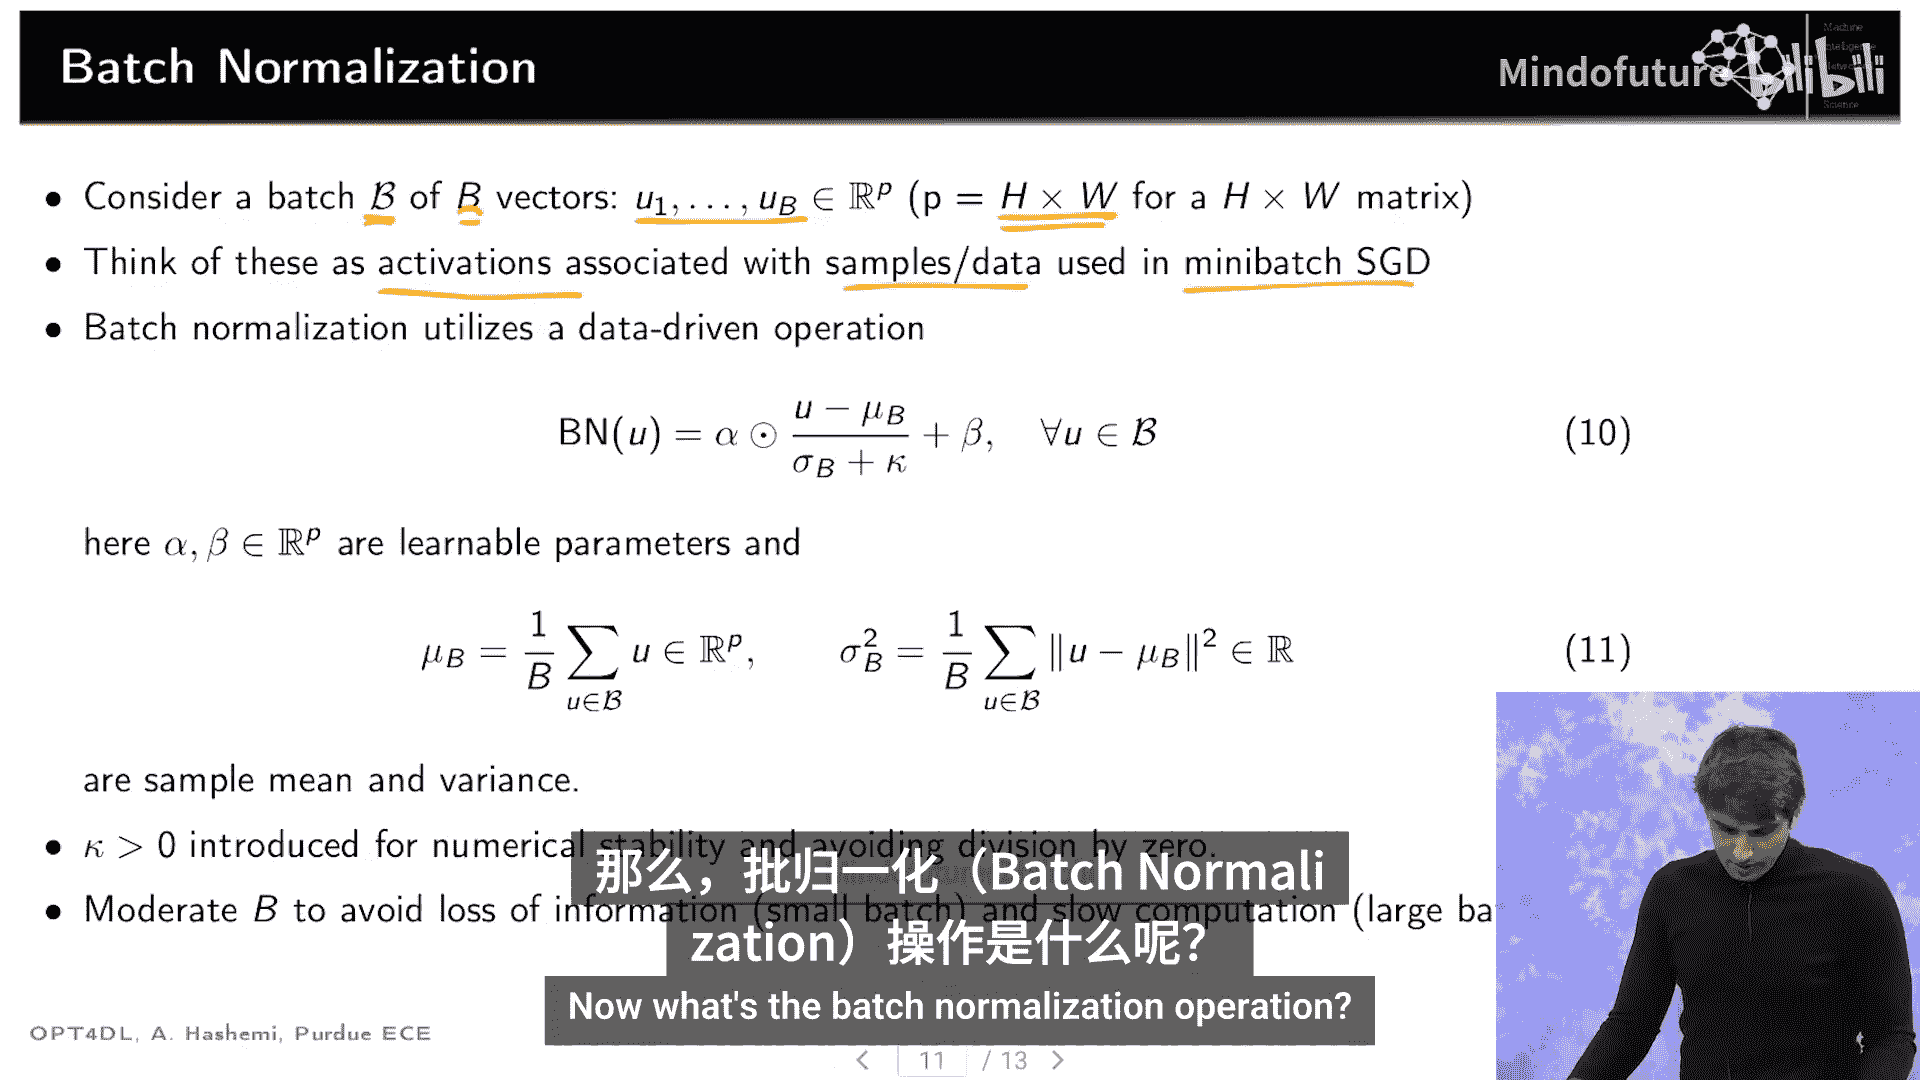 Batch Normalization
Mindofuture bilibili
Machine
Science
• Consider a batch ℬ of B vectors: u₁, . . . , u_B ∈ ℝᵖ (p = H × W for a H × W matrix)
• Think of these as activations associated with samples/data used in minibatch SGD
• Batch normalization utilizes a data-driven operation
BN(u) = α ⊙ (u − μ_B)/(σ_B + κ) + β, ∀u ∈ ℬ (10)
here α, β ∈ ℝᵖ are learnable parameters and
μ_B = (1/B) ∑_{u∈ℬ} u ∈ ℝᵖ, σ²_B = (1/B) ∑_{u∈ℬ} ‖u − μ_B‖² ∈ ℝ (11)
are sample mean and variance.
• κ > 0 introduced for numerical stability and avoiding division by zero.
• Moderate B to avoid loss of information (small batch) and slow computation (large ba
那么，批归一化（Batch Normali
zation）操作是什么呢？
Now what's the batch normalization operation?
OPT4DL, A. Hashemi, Purdue ECE
11 / 13